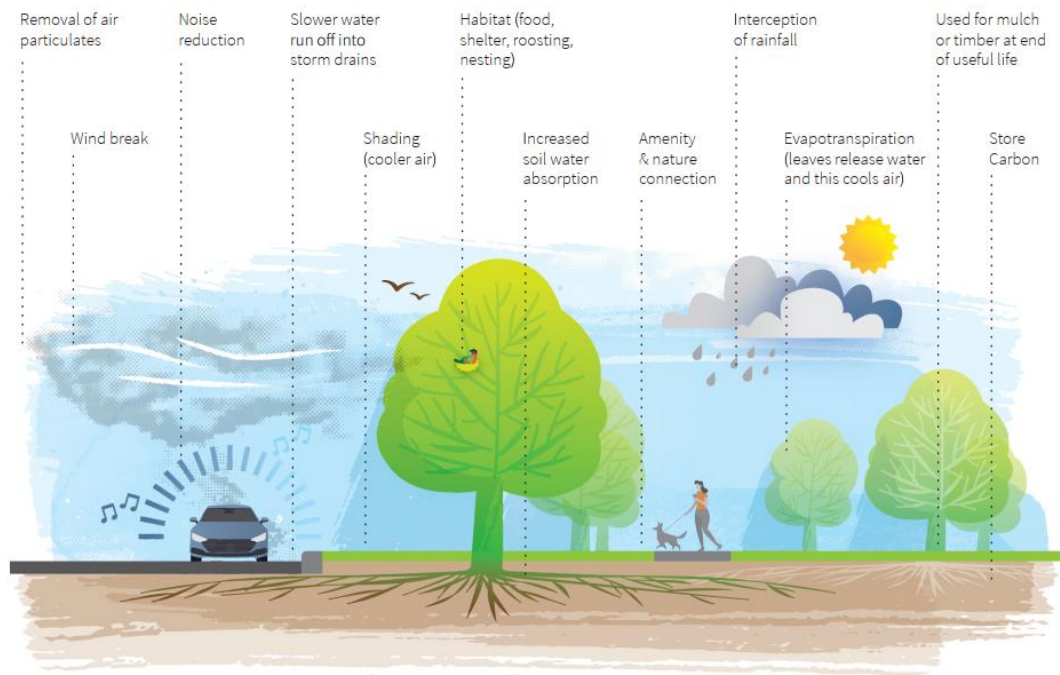 Removal of air
particulates
Noise
reduction
Slower water
run off into
storm drains
Habitat (food,
shelter, roosting,
nesting)
Interception
of rainfall
Used for mulch
or timber at end
of useful life
Wind break
Shading
(cooler air)
Increased
soil water
absorption
Amenity
& nature
connection
Evapotranspiration
(leaves release water
and this cools air)
Store
Carbon